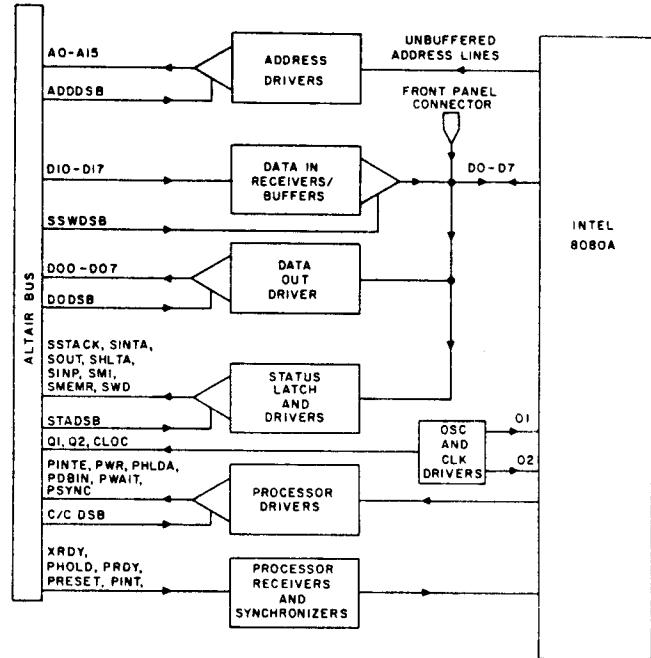 UNBUFFERED
ADDRESS LINES
A0-A15
ADDRESS
DRIVERS
ADDDSB
FRONT PANEL
CONNECTOR
DI0-DI7
DATA IN
RECEIVERS/
BUFFERS
D0-D7
INTEL
8080A
SSWDSB
ALTAIR BUS
DO0-DO7
DATA
OUT
DRIVER
DODSB
SSTACK, SINTA,
SOUT, SHLTA,
SINP, SMI,
SMEMR, SWD
STATUS
LATCH
AND
DRIVERS
STADSB
Q1, Q2, CLOC
OSC
AND
CLK
DRIVERS
O1
O2
PINTE, PWR, PHLDA,
PDBIN, PWAIT,
PSYNC
PROCESSOR
DRIVERS
C/C DSB
XRDY,
PHOLD, PRDY,
PRESET, PINT,
PROCESSOR
RECEIVERS
AND
SYNCHRONIZERS